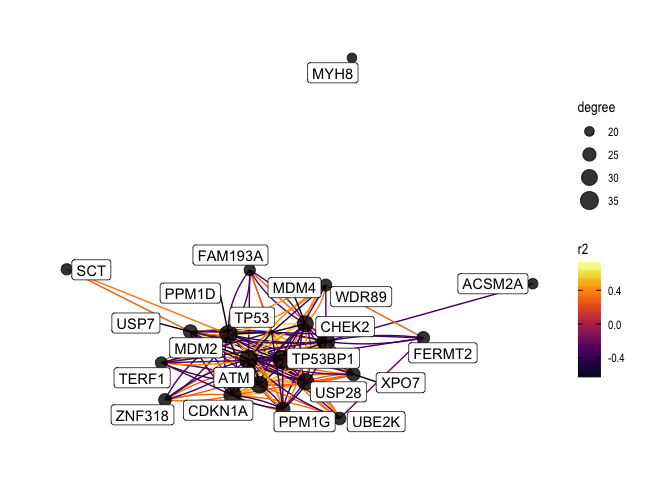 MYH8
degree
20
25
30
35
FAM193A
SCT
r2
MDM4
ACSM2A
PPM1D
WDR89
0.4
TP53
USP7
CHEK2
0.0
MDM2
FERMT2
TP53BP1
-0.4
TERF1
ATM
XPO7
USP28
ZNF318
CDKN1A
PPM1G
UBE2K